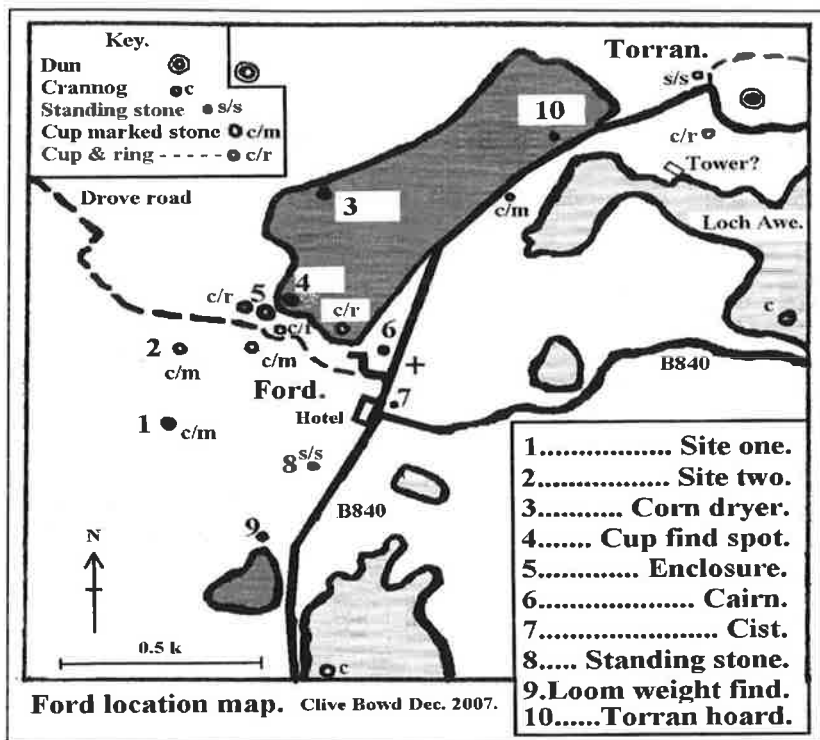 Key.
Dun
Crannog c
Standing stone s/s
Cup marked stone c/m
Cup & ring ----- c/r
Torran.
s/s
10
c/r
Tower?
Drove road
3
c/m
Loch Awe.
4
c/r 5
c/r
c/r
6
c
2
c/m
c/m
B840
Ford.
Hotel
7
1
c/m
8 s/s
B840
9
N
0.5 k
c
1.................. Site one.
2.................. Site two.
3............. Corn dryer.
4...... Cup find spot.
5............. Enclosure.
6..................... Cairn.
7........................ Cist.
8..... Standing stone.
9.Loom weight find.
10......Torran hoard.
Ford location map. Clive Bowd Dec. 2007.